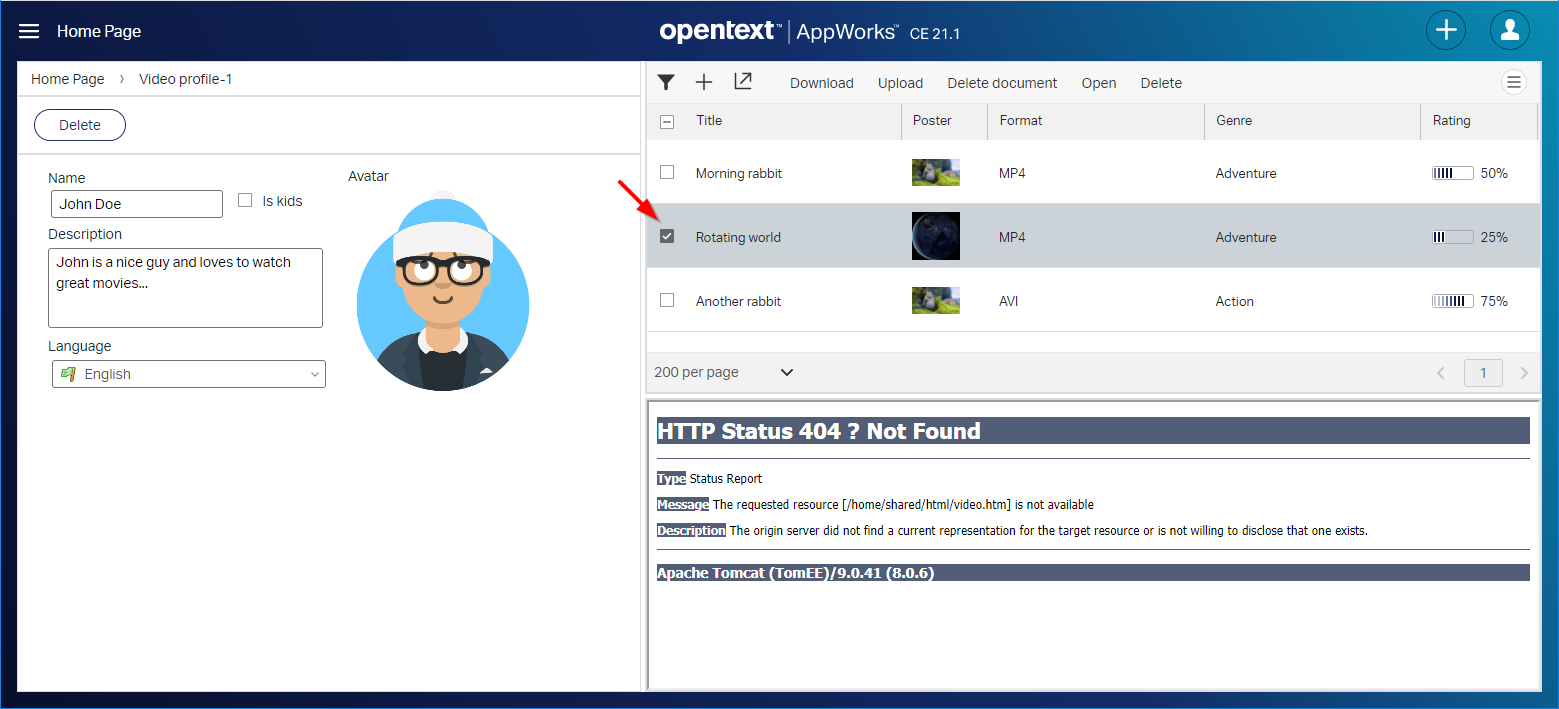 Home Page
opentext™ | AppWorks™ CE 21.1
Home Page > Video profile-1
Delete
Name
John Doe
Is kids
Description
John is a nice guy and loves to watch
great movies...
Language
English
Avatar
Download Upload Delete document Open Delete
Title Poster Format Genre Rating
Morning rabbit MP4 Adventure 50%
Rotating world MP4 Adventure 25%
Another rabbit AVI Action 75%
200 per page < 1 >
HTTP Status 404 ? Not Found
Type Status Report
Message The requested resource [/home/shared/html/video.htm] is not available
Description The origin server did not find a current representation for the target resource or is not willing to disclose that one exists.
Apache Tomcat (TomEE)/9.0.41 (8.0.6)